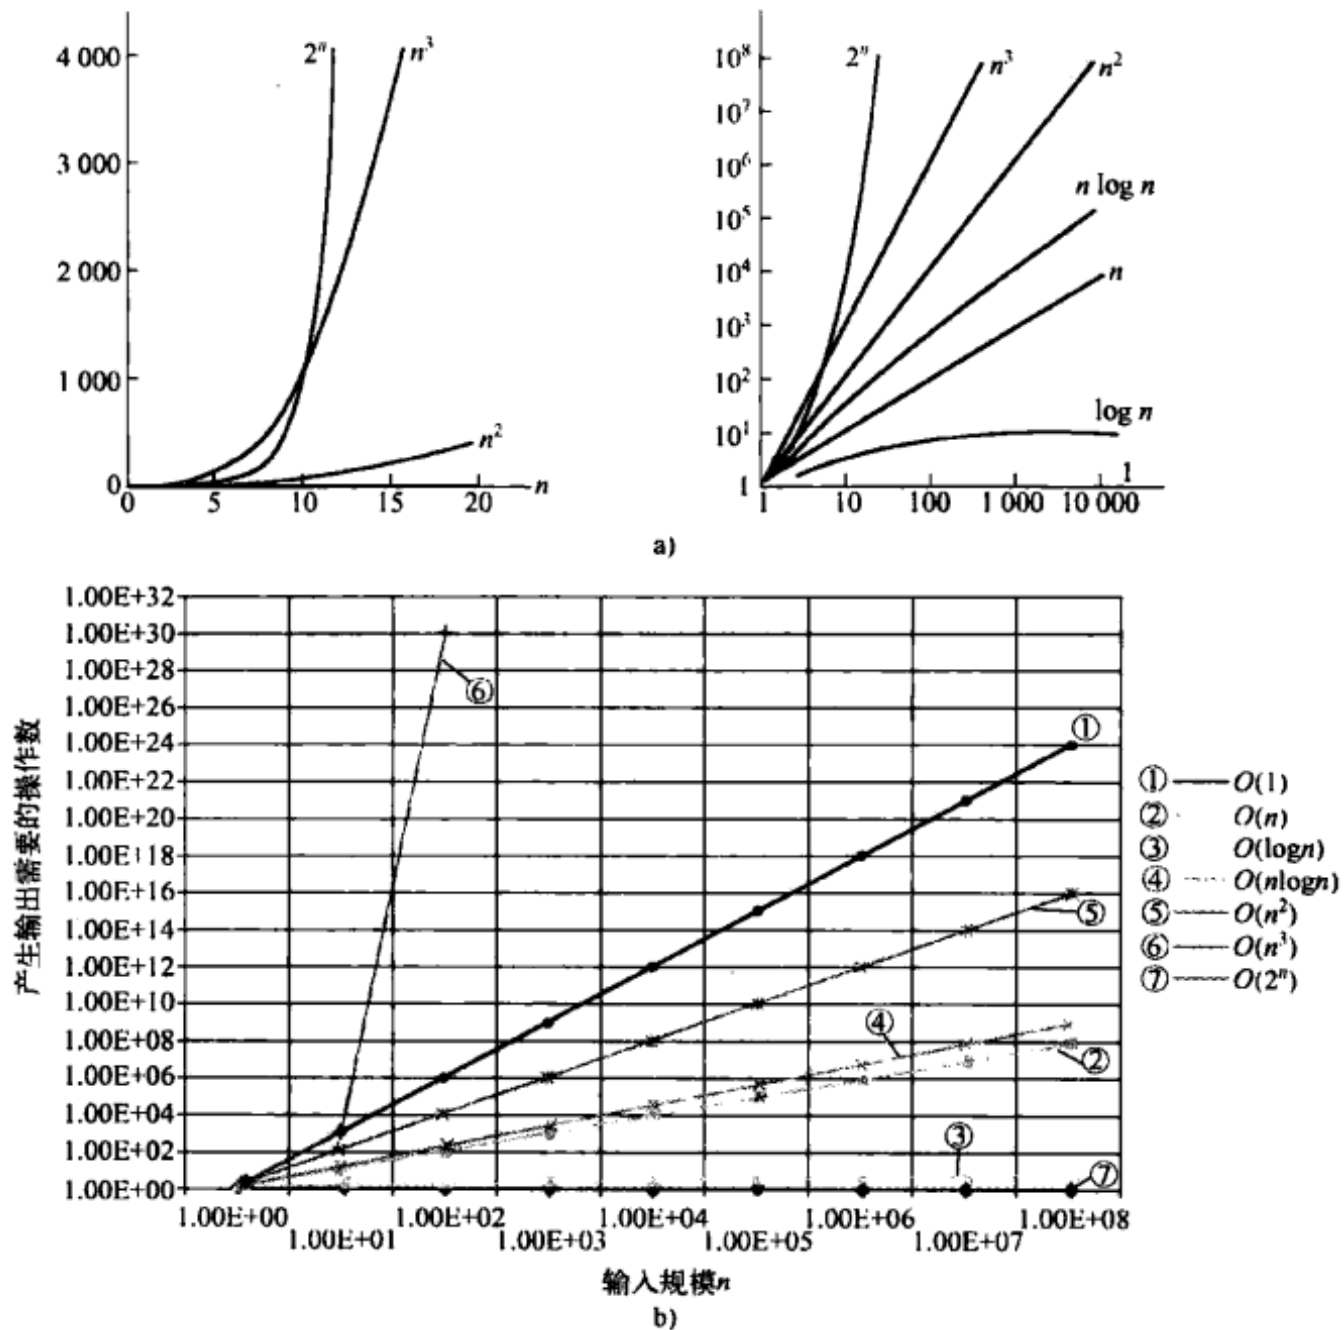 4 000
3 000
2 000
1 000
0
2ⁿ
n³
n²
0 5 10 15 20 n
10⁸
10⁷
10⁶
10⁵
10⁴
10³
10²
10¹
1
2ⁿ
n³
n²
n log n
n
log n
1
1 10 100 1 000 10 000
a)
产生输出需要的操作数
1.00E+32
1.00E+30
1.00E+28
1.00E+26
1.00E+24
1.00E+22
1.00E+20
1.00E+18
1.00E+16
1.00E+14
1.00E+12
1.00E+10
1.00E+08
1.00E+06
1.00E+04
1.00E+02
1.00E+00
⑥
①
⑤
④
②
③
⑦
① O(1)
② O(n)
③ O(logn)
④ O(nlogn)
⑤ O(n²)
⑥ O(n³)
⑦ O(2ⁿ)
1.00E+00 1.00E+02 1.00E+04 1.00E+06 1.00E+08
1.00E+01 1.00E+03 1.00E+05 1.00E+07
输入规模n
b)